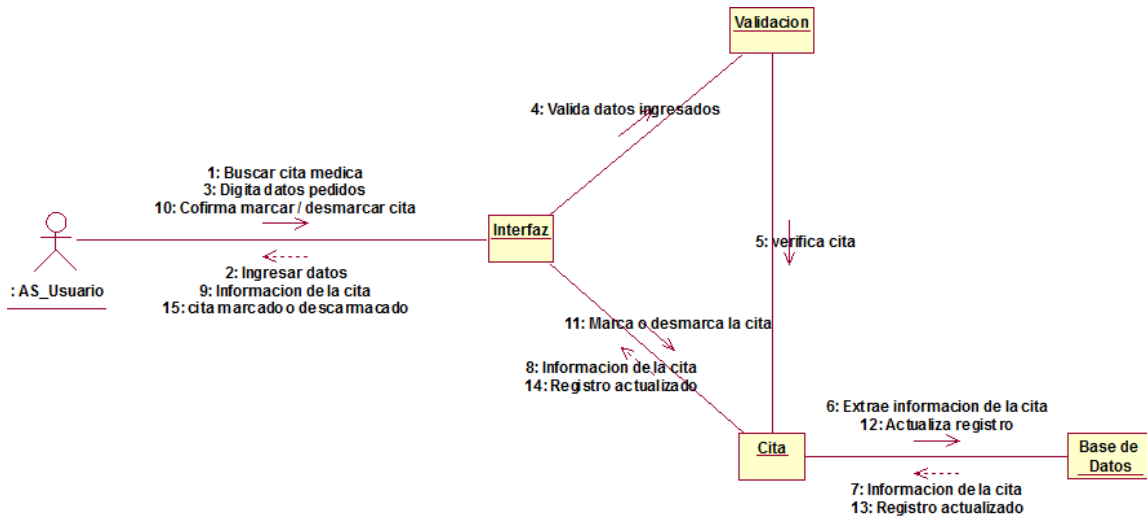 Validacion
4: Valida datos ingresados
1: Buscar cita medica
3: Digita datos pedidos
10: Cofirma marcar / desmarcar cita
Interfaz
5: verifica cita
: AS_Usuario
2: Ingresar datos
9: Informacion de la cita
15: cita marcado o descarmacado
11: Marca o desmarca la cita
8: Informacion de la cita
14: Registro actualizado
6: Extrae informacion de la cita
12: Actualiza registro
Cita
Base de
Datos
7: Informacion de la cita
13: Registro actualizado